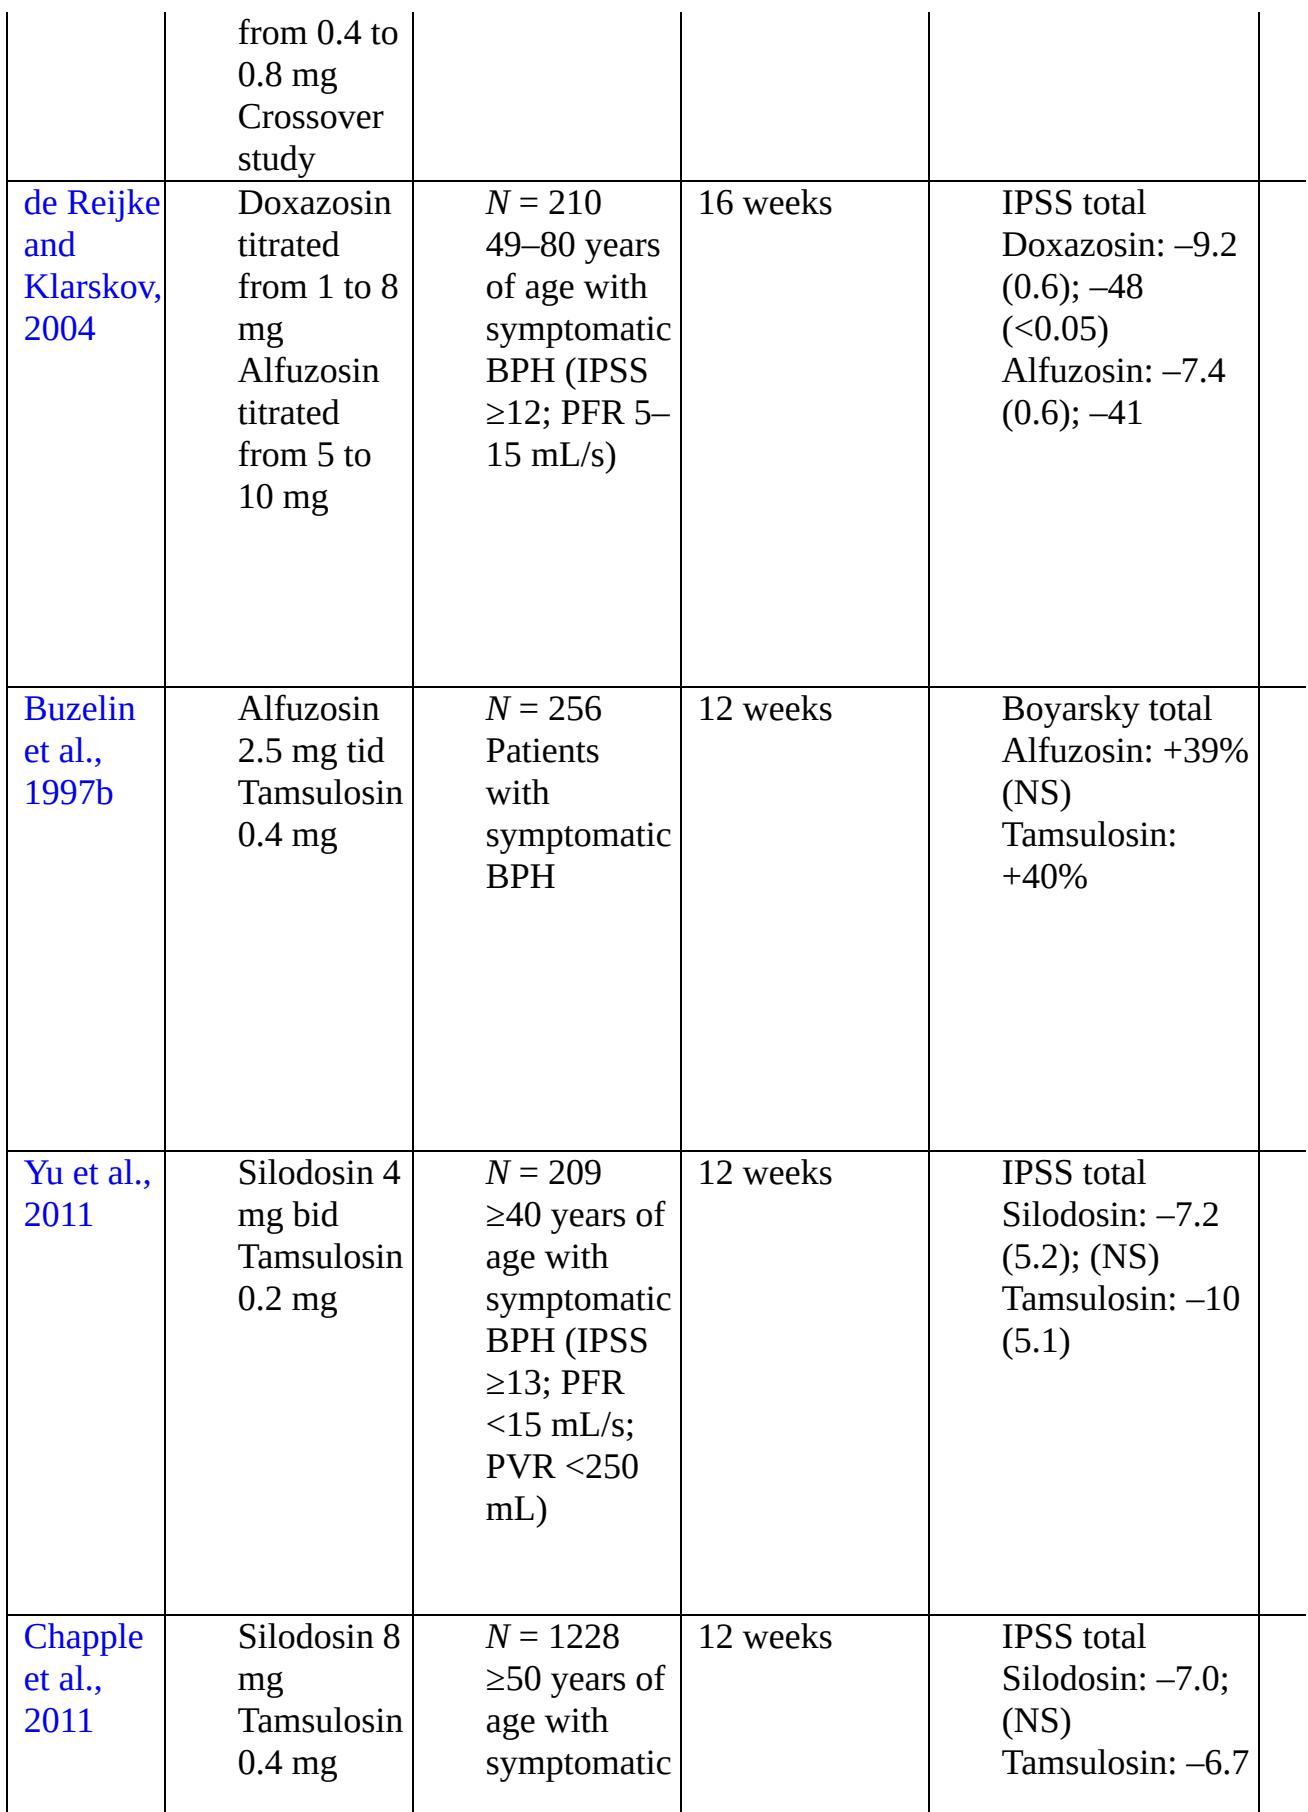 from 0.4 to
0.8 mg
Crossover
study
de Reijke
and
Klarskov,
2004
Doxazosin
titrated
from 1 to 8
mg
Alfuzosin
titrated
from 5 to
10 mg
N = 210
49–80 years
of age with
symptomatic
BPH (IPSS
≥12; PFR 5–
15 mL/s)
16 weeks
IPSS total
Doxazosin: –9.2
(0.6); –48
(<0.05)
Alfuzosin: –7.4
(0.6); –41
Buzelin
et al.,
1997b
Alfuzosin
2.5 mg tid
Tamsulosin
0.4 mg
N = 256
Patients
with
symptomatic
BPH
12 weeks
Boyarsky total
Alfuzosin: +39%
(NS)
Tamsulosin:
+40%
Yu et al.,
2011
Silodosin 4
mg bid
Tamsulosin
0.2 mg
N = 209
≥40 years of
age with
symptomatic
BPH (IPSS
≥13; PFR
<15 mL/s;
PVR <250
mL)
12 weeks
IPSS total
Silodosin: –7.2
(5.2); (NS)
Tamsulosin: –10
(5.1)
Chapple
et al.,
2011
Silodosin 8
mg
Tamsulosin
0.4 mg
N = 1228
≥50 years of
age with
symptomatic
12 weeks
IPSS total
Silodosin: –7.0;
(NS)
Tamsulosin: –6.7